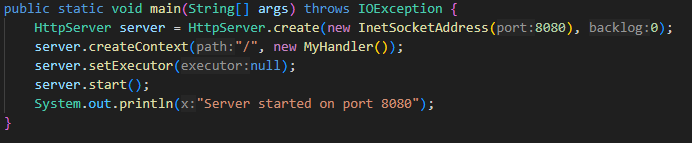 public static void main(String[] args) throws IOException {
    HttpServer server = HttpServer.create(new InetSocketAddress(port:8080), backlog:0);
    server.createContext(path:"/", new MyHandler());
    server.setExecutor(executor:null);
    server.start();
    System.out.println(x:"Server started on port 8080");
}